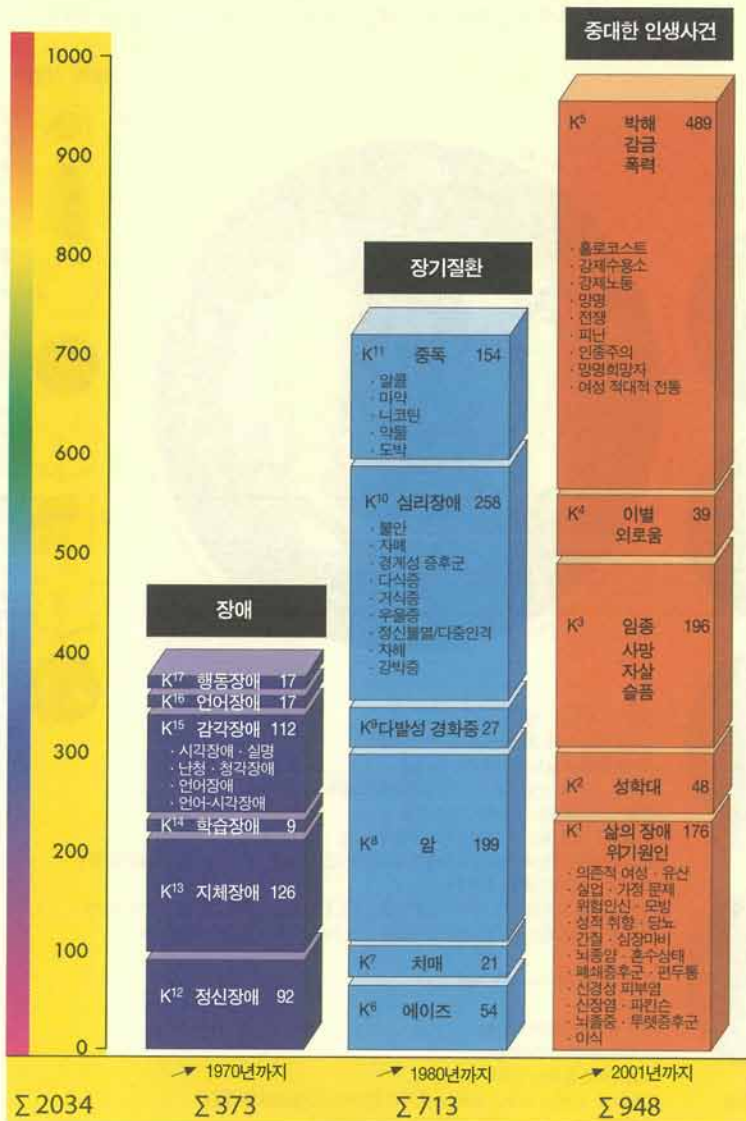 중대한 인생사건
1000
900
800
700
600
500
400
300
200
100
0
K⁵ 박해 489
감금
폭력
· 홀로코스트
· 강제수용소
· 강제노동
· 망명
· 전쟁
· 피난
· 인종주의
· 망명희망자
· 여성 적대적 전통
K⁴ 이별 39
외로움
K³ 임종 196
사망
자살
슬픔
K² 성학대 48
K¹ 삶의 장애 176
위기원인
· 의존적 여성 · 유산
· 실업 · 가정 문제
· 위험인신 · 모빙
· 성적 취향 · 당뇨
· 간질 · 심장마비
· 뇌종양 · 혼수상태
· 폐쇄증후군 · 편두통
· 신경성 피부염
· 신장염 · 파킨슨
· 뇌졸중 · 뚜렛증후군
· 이식
장기질환
K¹¹ 중독 154
· 알콜
· 마약
· 니코틴
· 약물
· 도박
K¹⁰ 심리장애 258
· 불안
· 자폐
· 경계성 증후군
· 다식증
· 거식증
· 우울증
· 정신분열/다중인격
· 자해
· 강박증
K⁹다발성 경화증 27
K⁸ 암 199
K⁷ 치매 21
K⁶ 에이즈 54
장애
K¹⁷ 행동장애 17
K¹⁶ 언어장애 17
K¹⁵ 감각장애 112
· 시각장애 · 실명
· 난청 · 청각장애
· 언어장애
· 언어-시각장애
K¹⁴ 학습장애 9
K¹³ 지체장애 126
K¹² 정신장애 92
1970년까지
1980년까지
2001년까지
∑ 2034
∑ 373
∑ 713
∑ 948